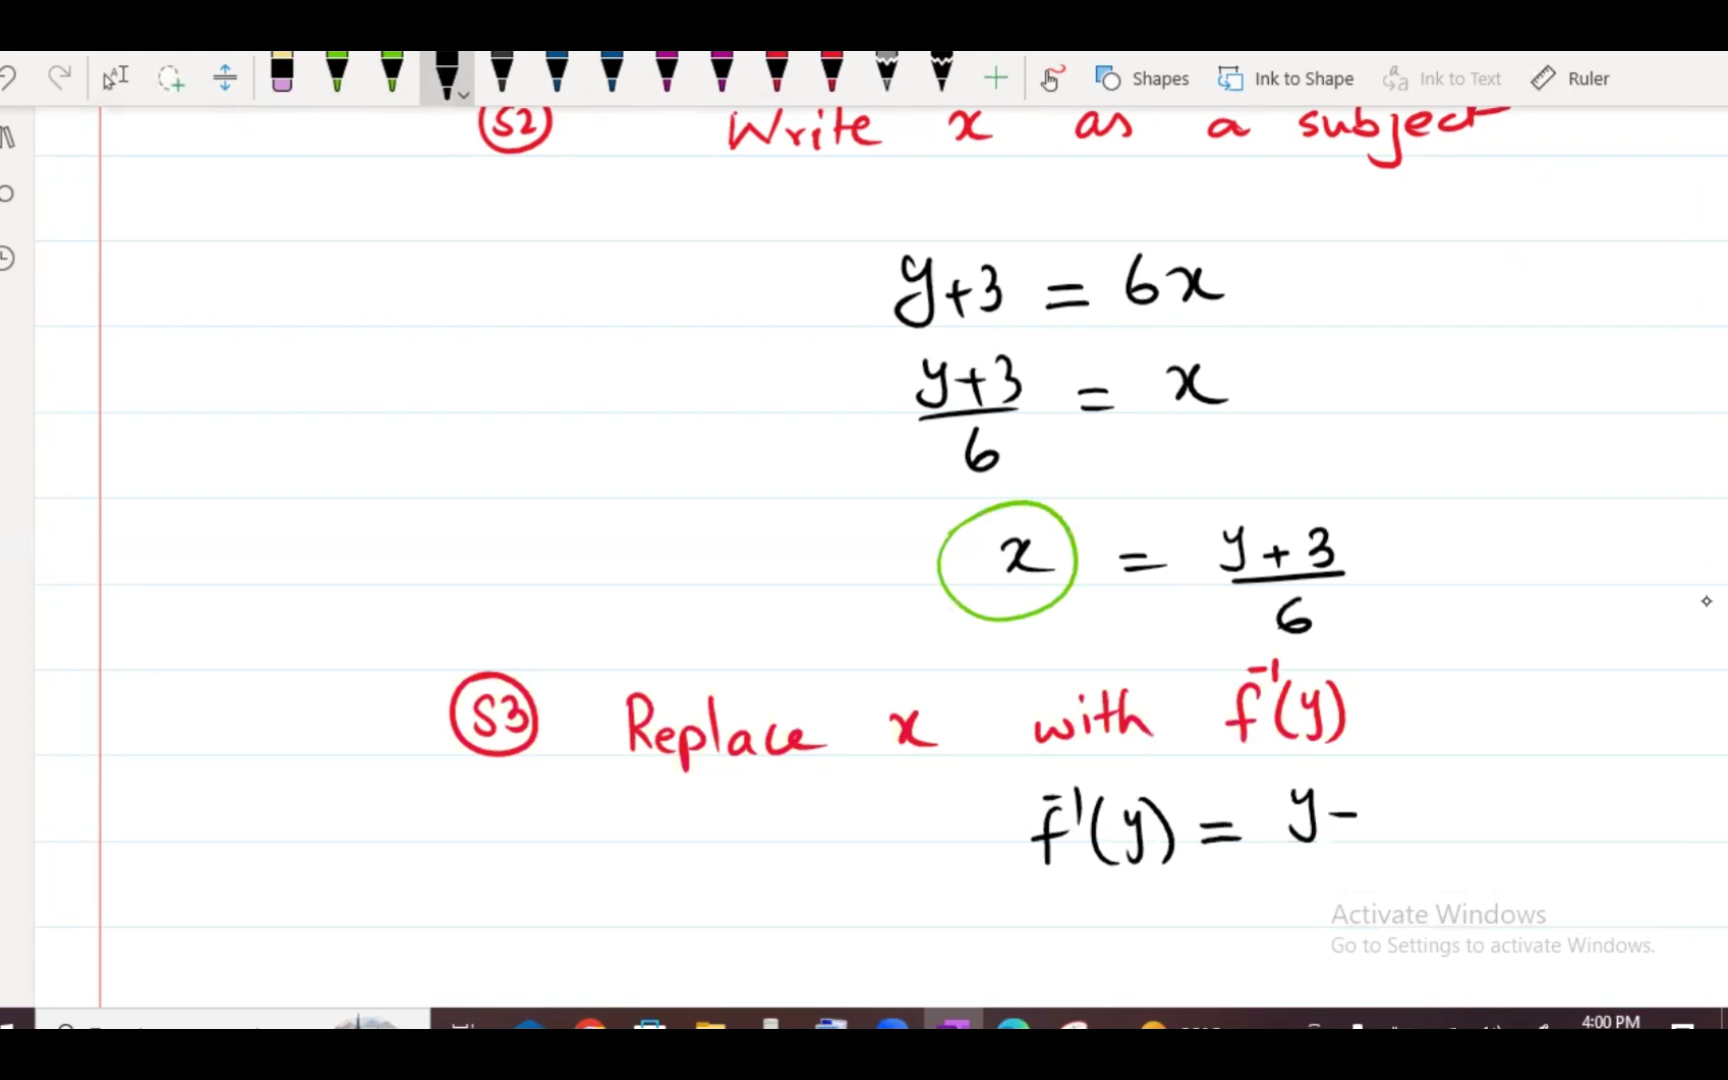 Shapes Ink to Shape Ink to Text Ruler
S2 Write x as a subject
y+3 = 6x
y+3
6 = x
x = y+3
6
S3 Replace x with f⁻¹(y)
f⁻¹(y) = y-
Activate Windows
Go to Settings to activate Windows.
4:00 PM